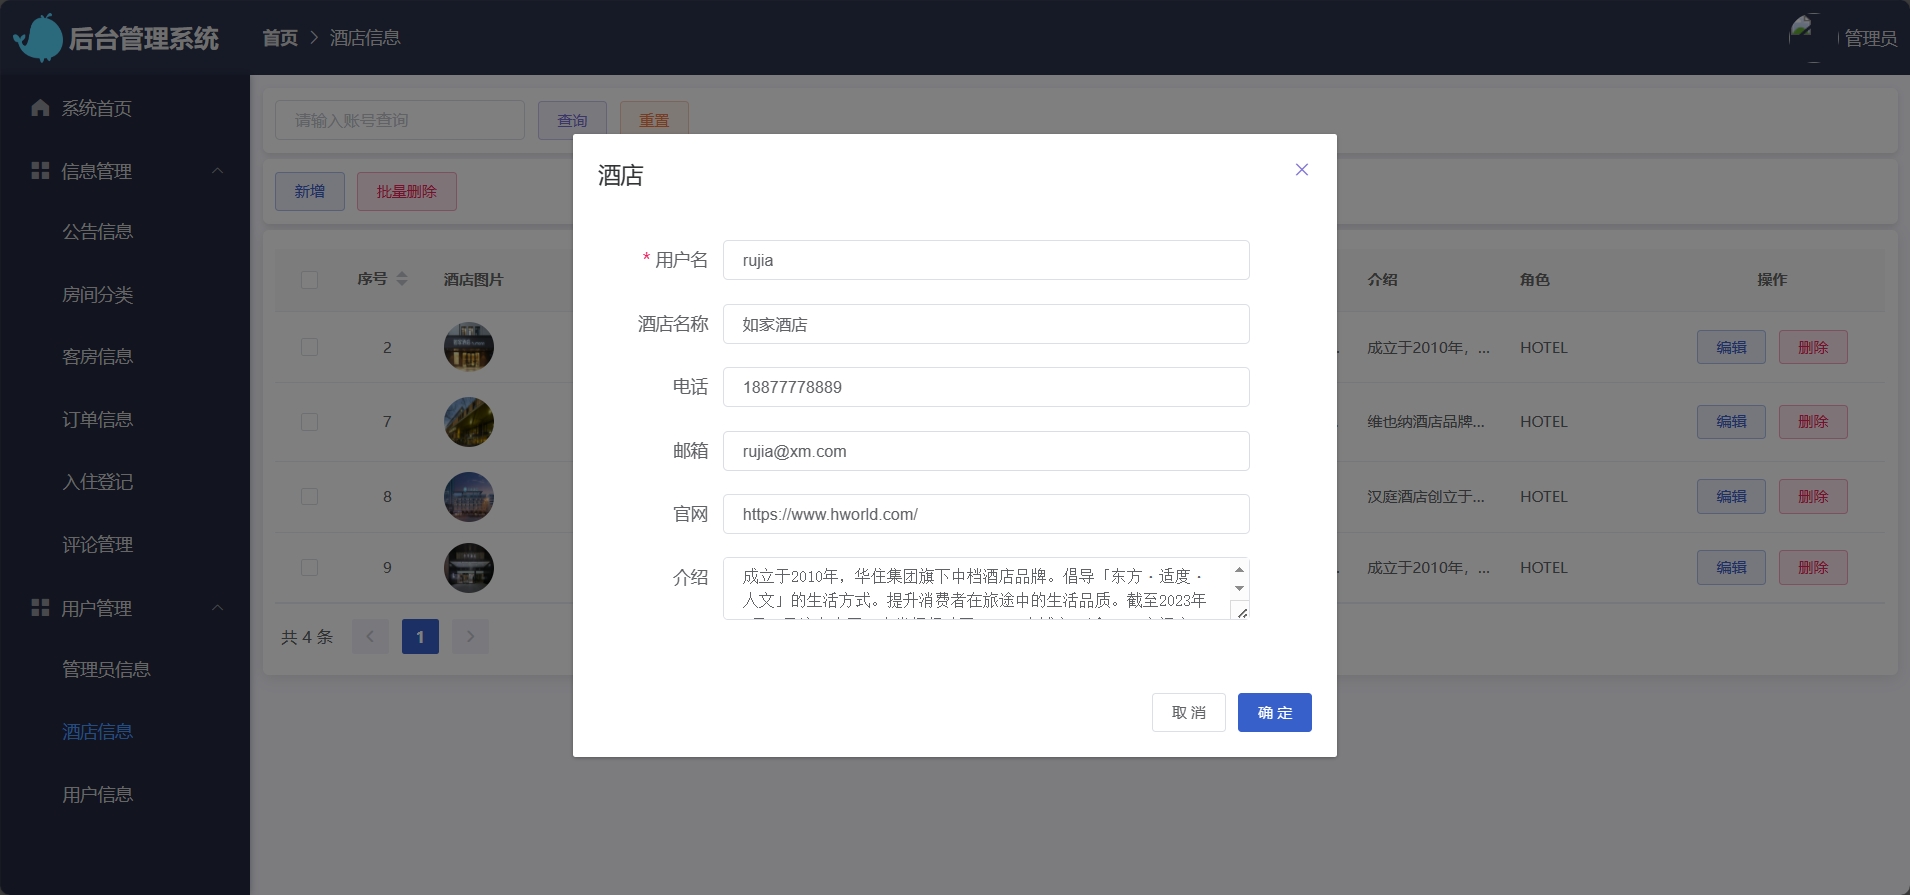 后台管理系统
首页 > 酒店信息
管理员
系统首页
信息管理
公告信息
房间分类
客房信息
订单信息
入住登记
评论管理
用户管理
管理员信息
酒店信息
用户信息
请输入账号查询
查询
重置
新增
批量删除
序号 酒店图片 介绍 角色 操作
2 成立于2010年，... HOTEL 编辑 删除
7 维也纳酒店品牌... HOTEL 编辑 删除
8 汉庭酒店创立于... HOTEL 编辑 删除
9 成立于2010年，... HOTEL 编辑 删除
共 4 条
1
酒店
* 用户名 rujia
酒店名称 如家酒店
电话 18877778889
邮箱 rujia@xm.com
官网 https://www.hworld.com/
介绍 成立于2010年，华住集团旗下中档酒店品牌。倡导「东方·适度·
人文」的生活方式。提升消费者在旅途中的生活品质。截至2023年
取 消
确 定